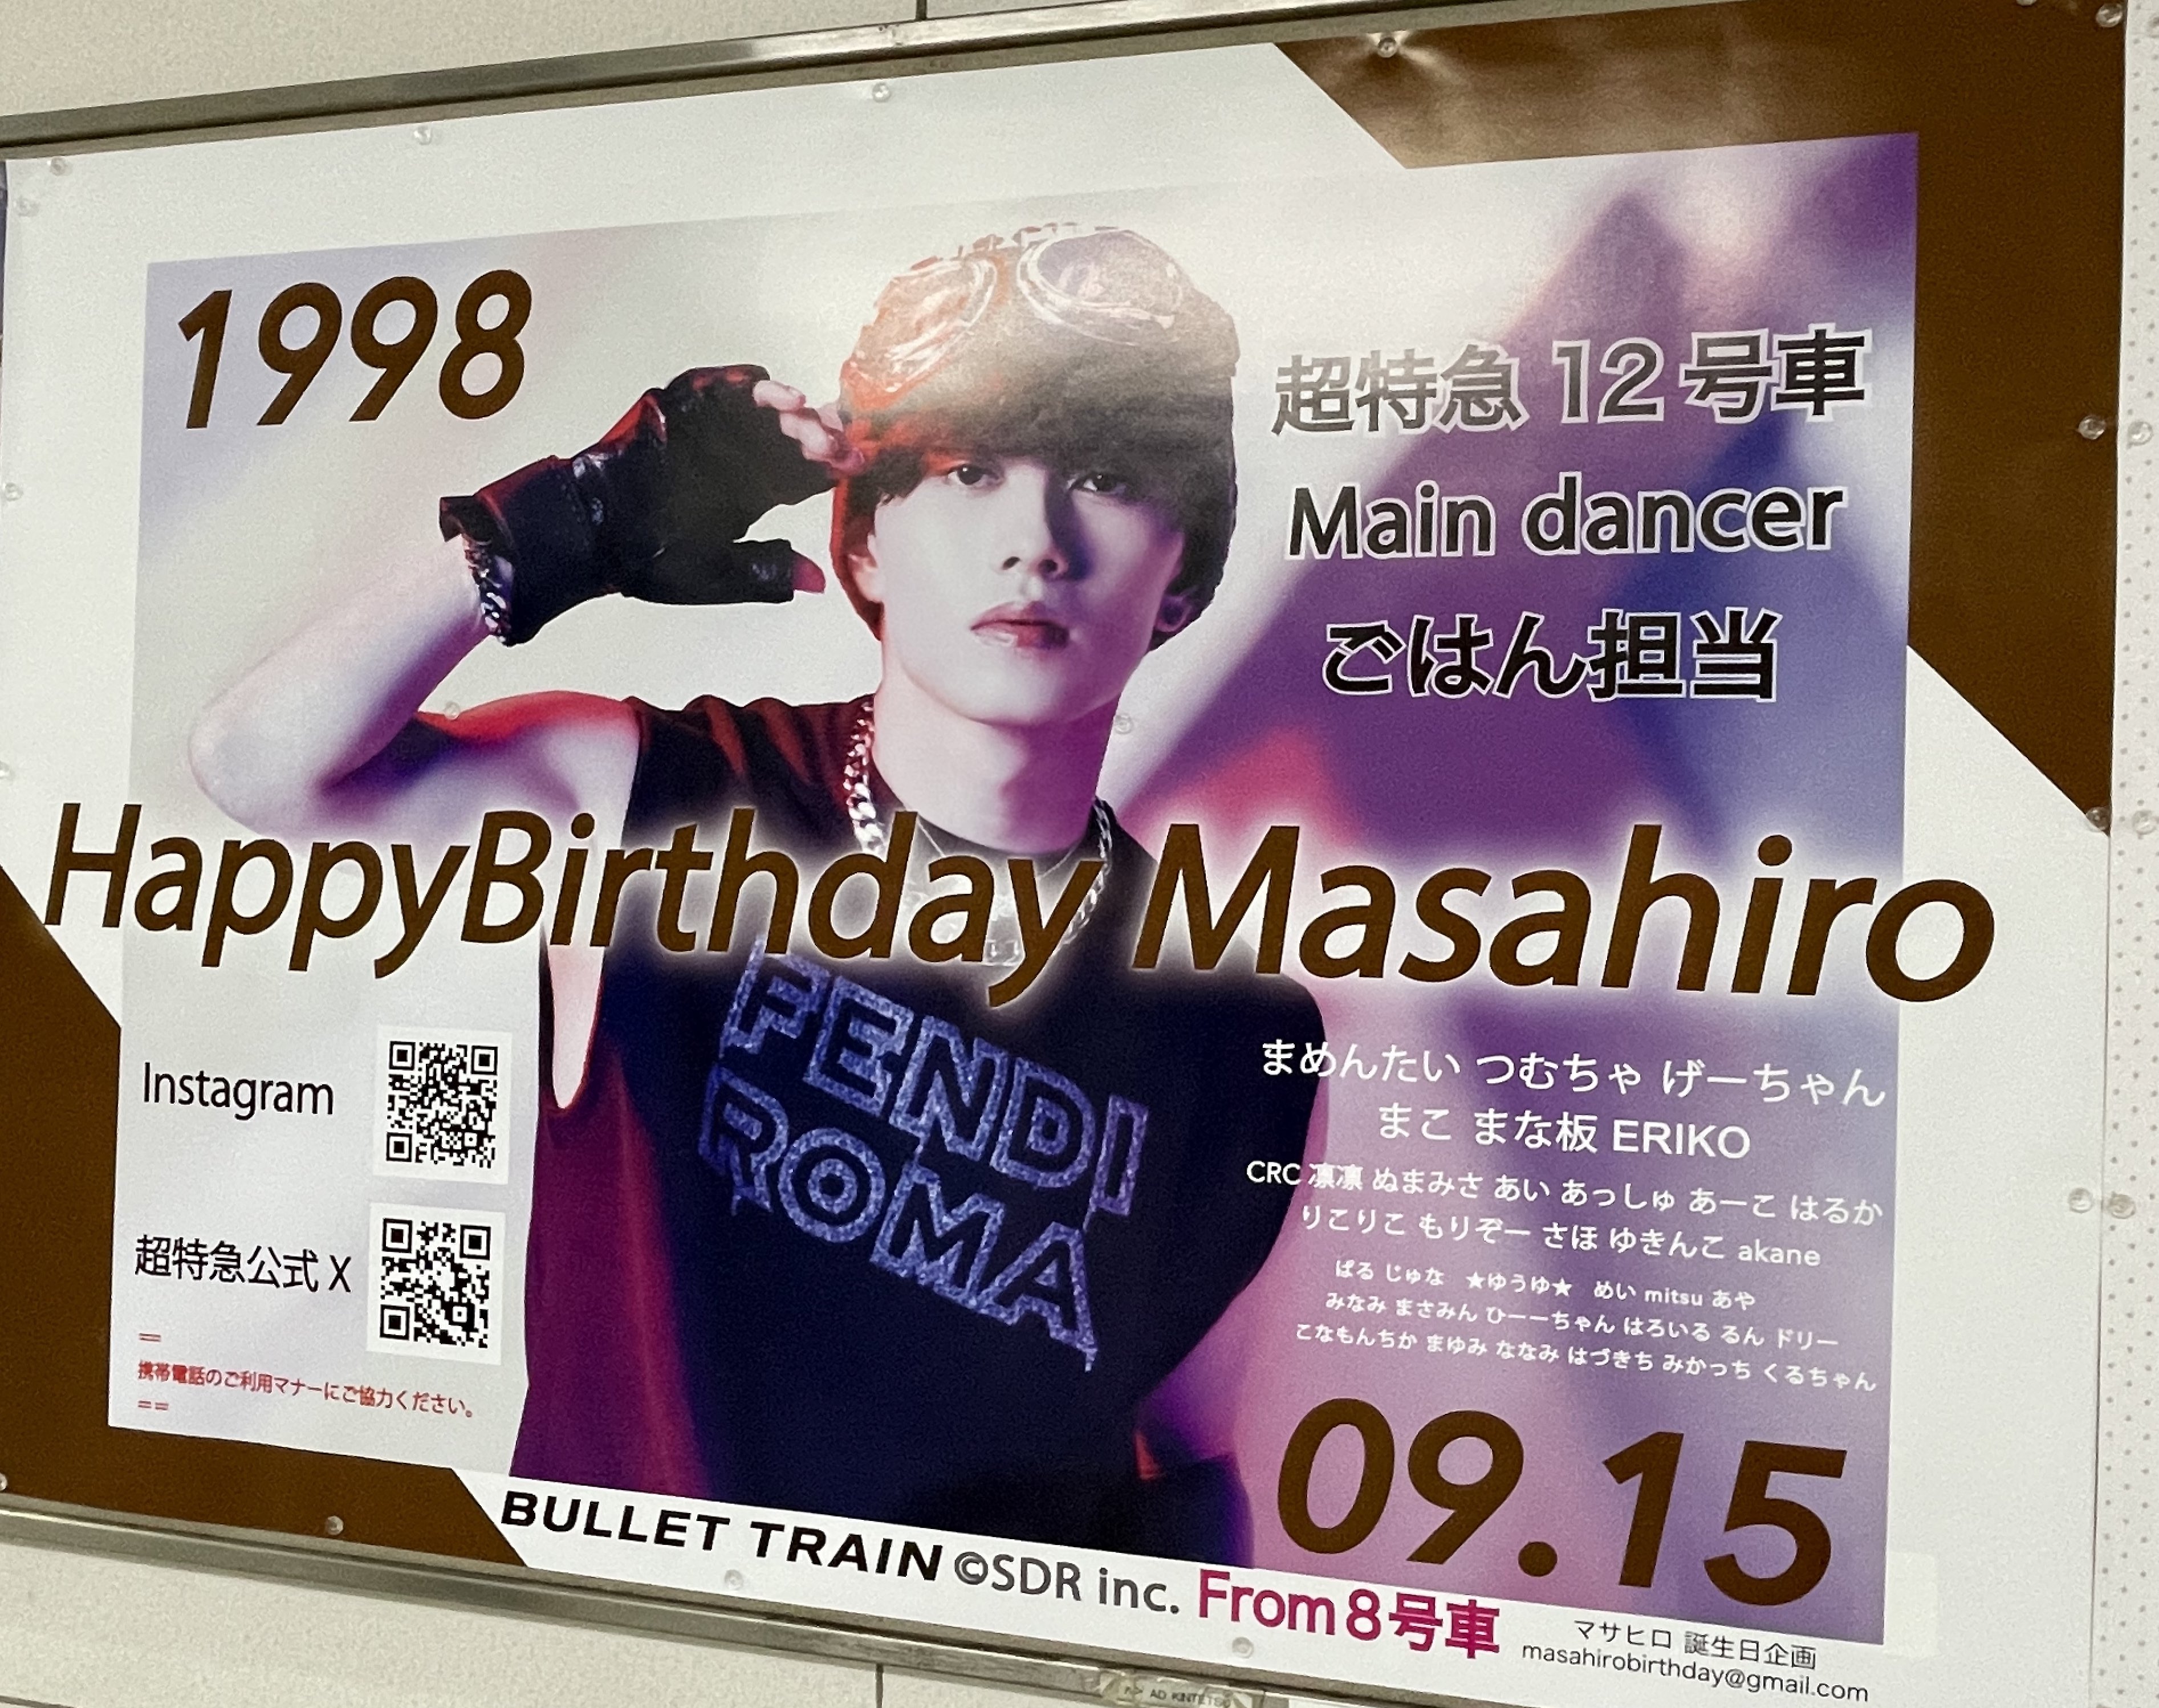 1998
超特急 12号車
Main dancer
ごはん担当
HappyBirthday Masahiro
FENDI
ROMA
Instagram
超特急公式 X
==
携帯電話のご利用マナーにご協力ください。
==
まめんたい つむちゃ げーちゃん
まこ まな板 ERIKO
CRC 凛凛 ぬまみさ あい あっしゅ あーこ はるか
りこりこ もりぞー さほ ゆきんこ akane
ぱる じゅな ★ゆうゆ★ めい mitsu あや
みなみ まさみん ひーーちゃん はろいる るん ドリー
こなもんちか まゆみ ななみ はづきち みかっち くるちゃん
09.15
BULLET TRAIN ©SDR inc. From8号車
マサヒロ 誕生日企画
masahirobirthday@gmail.com
AD KINTETSU